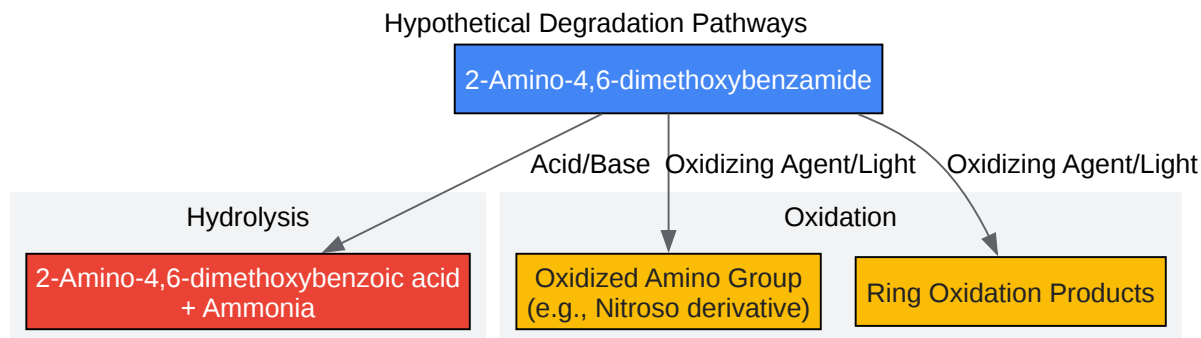 Hypothetical Degradation Pathways
2-Amino-4,6-dimethoxybenzamide
Acid/Base
Oxidizing Agent/Light
Oxidizing Agent/Light
Hydrolysis
Oxidation
2-Amino-4,6-dimethoxybenzoic acid
+ Ammonia
Oxidized Amino Group
(e.g., Nitroso derivative)
Ring Oxidation Products